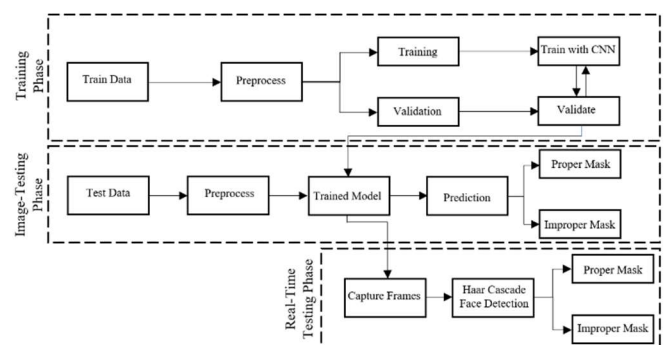 Training
Phase
Train Data
Preprocess
Training
Train with CNN
Validation
Validate
Image-Testing
Phase
Test Data
Preprocess
Trained Model
Prediction
Proper Mask
Improper Mask
Real-Time
Testing Phase
Capture Frames
Haar Cascade
Face Detection
Proper Mask
Improper Mask